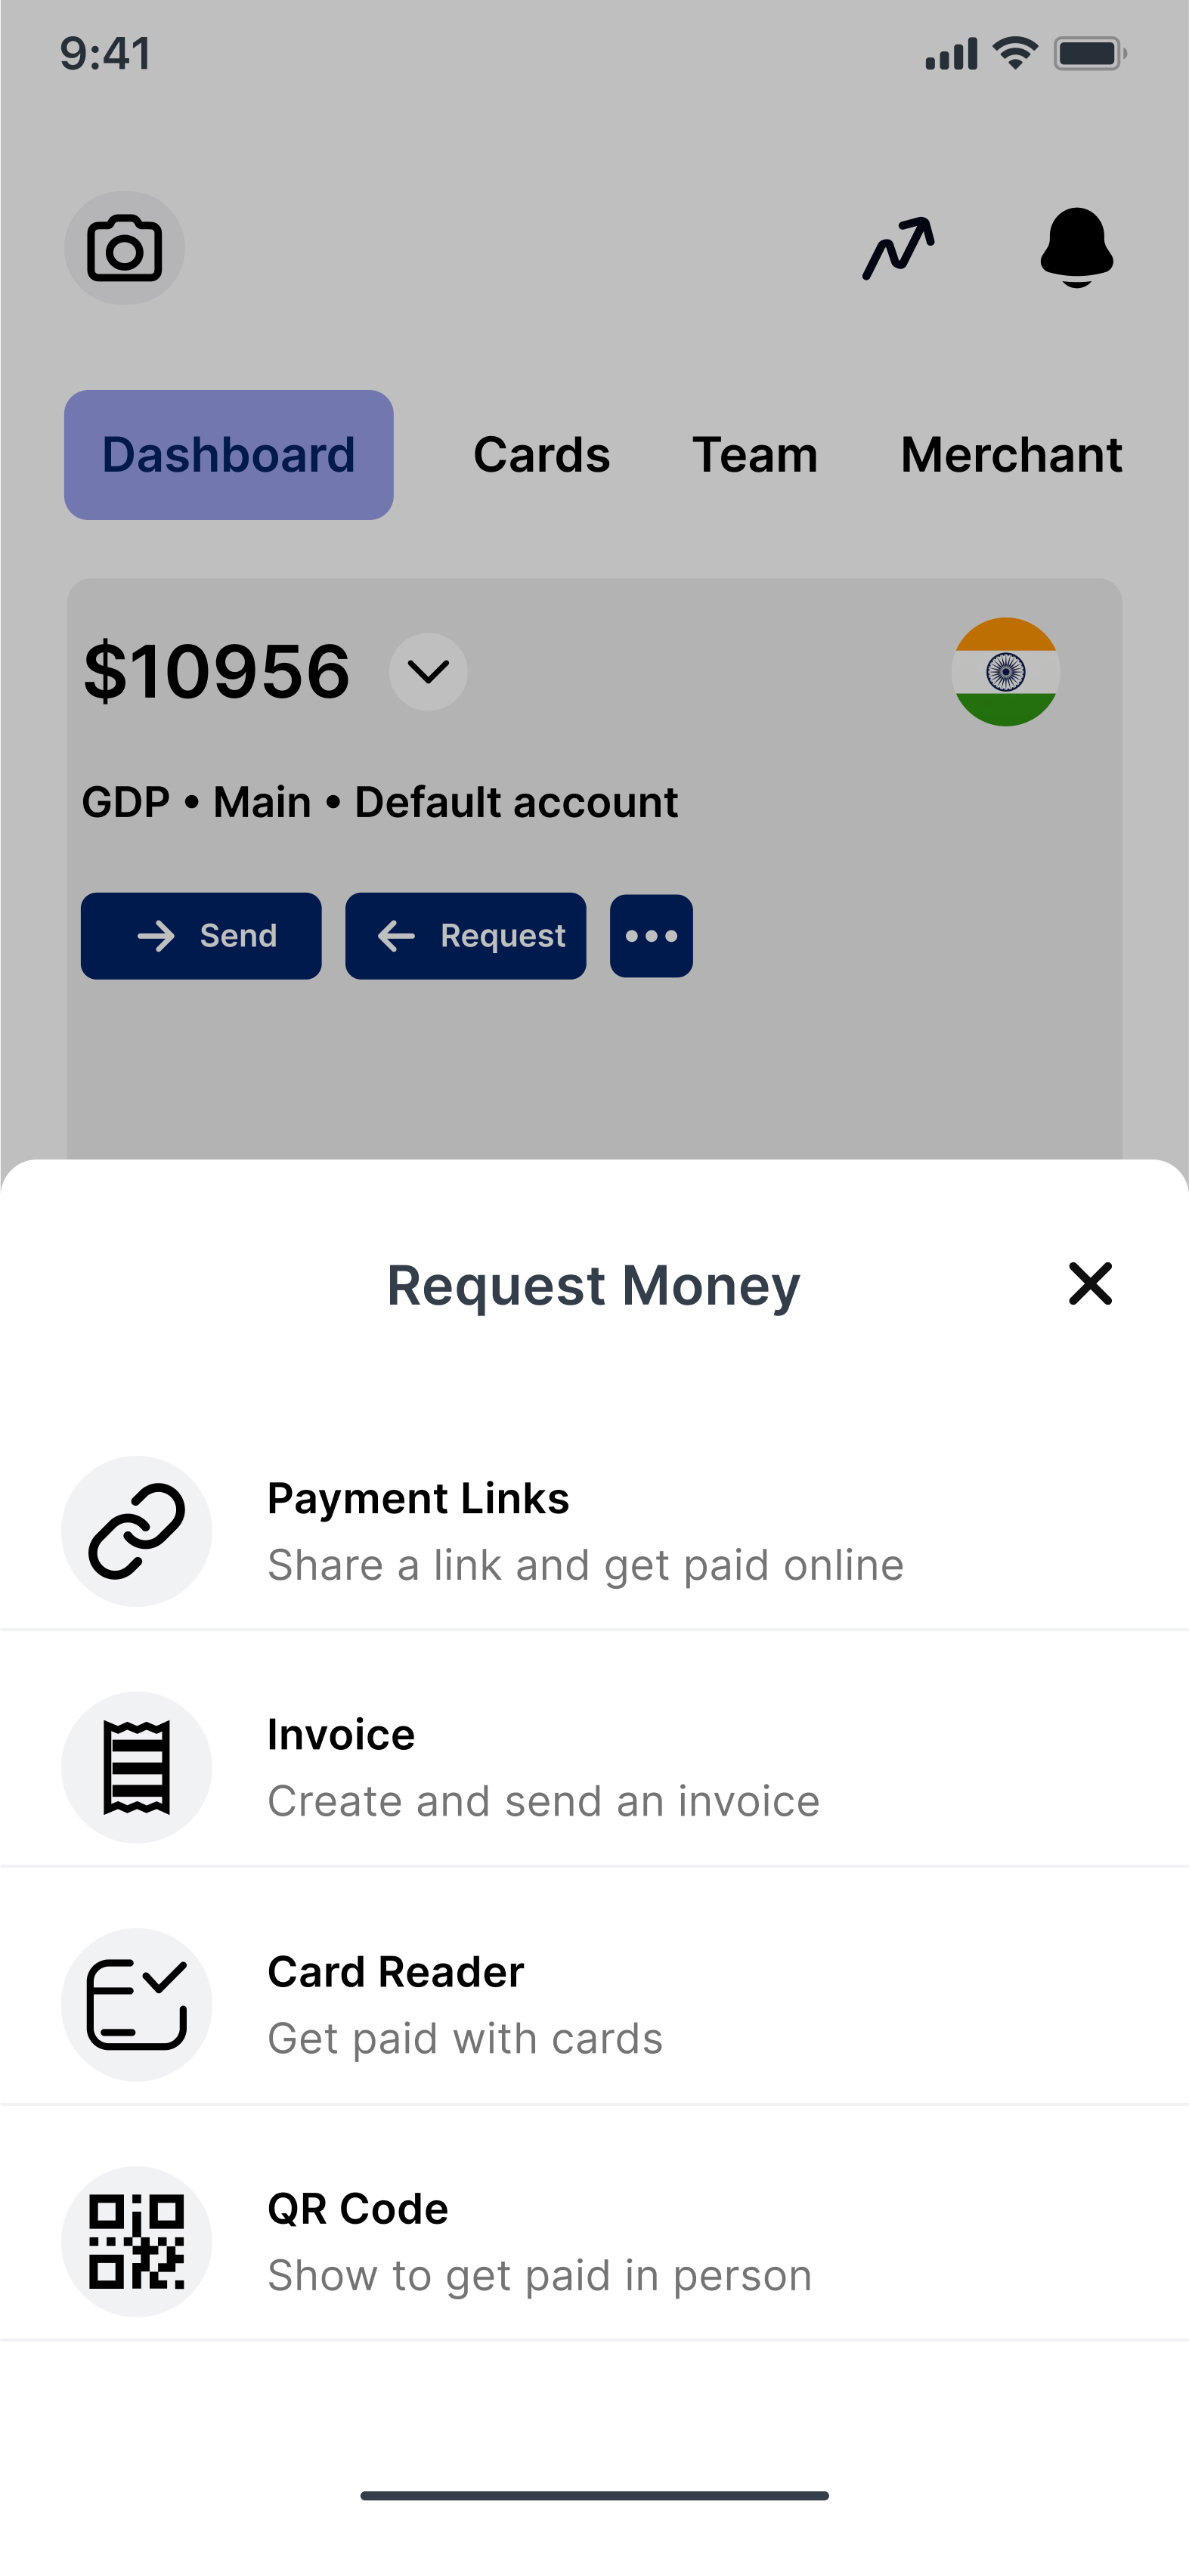 9:41
Dashboard Cards Team Merchant
$10956
GDP • Main • Default account
Send Request
Request Money
Payment Links
Share a link and get paid online
Invoice
Create and send an invoice
Card Reader
Get paid with cards
QR Code
Show to get paid in person